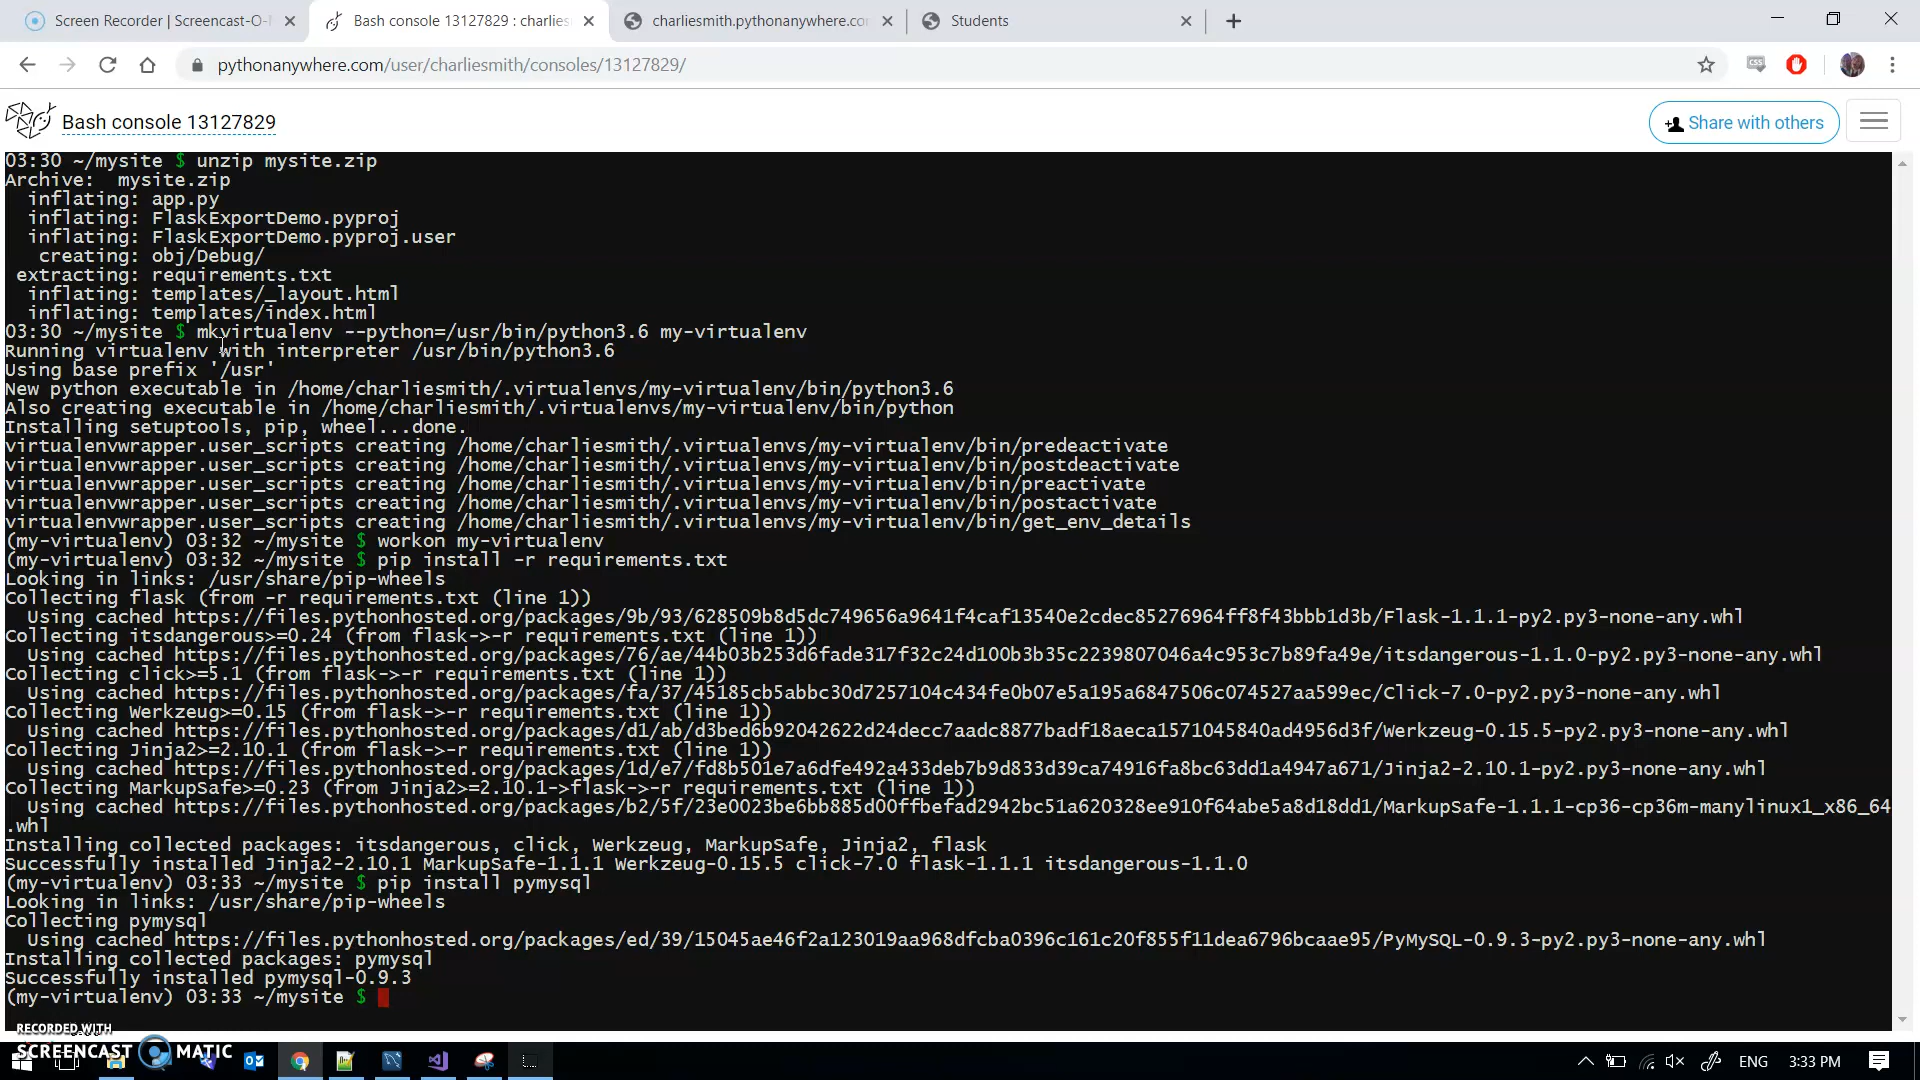 Screen Recorder | Screencast-O-
Bash console 13127829 : charlies
charliesmith.pythonanywhere.co
Students
pythonanywhere.com/user/charliesmith/consoles/13127829/
CSS
Bash console 13127829
Share with others
03:30 ~/mysite $ unzip mysite.zip
Archive:  mysite.zip
  inflating: app.py
  inflating: FlaskExportDemo.pyproj
  inflating: FlaskExportDemo.pyproj.user
   creating: obj/Debug/
 extracting: requirements.txt
  inflating: templates/_layout.html
  inflating: templates/index.html
03:30 ~/mysite $ mkvirtualenv --python=/usr/bin/python3.6 my-virtualenv
Running virtualenv with interpreter /usr/bin/python3.6
Using base prefix '/usr'
New python executable in /home/charliesmith/.virtualenvs/my-virtualenv/bin/python3.6
Also creating executable in /home/charliesmith/.virtualenvs/my-virtualenv/bin/python
Installing setuptools, pip, wheel...done.
virtualenvwrapper.user_scripts creating /home/charliesmith/.virtualenvs/my-virtualenv/bin/predeactivate
virtualenvwrapper.user_scripts creating /home/charliesmith/.virtualenvs/my-virtualenv/bin/postdeactivate
virtualenvwrapper.user_scripts creating /home/charliesmith/.virtualenvs/my-virtualenv/bin/preactivate
virtualenvwrapper.user_scripts creating /home/charliesmith/.virtualenvs/my-virtualenv/bin/postactivate
virtualenvwrapper.user_scripts creating /home/charliesmith/.virtualenvs/my-virtualenv/bin/get_env_details
(my-virtualenv) 03:32 ~/mysite $ workon my-virtualenv
(my-virtualenv) 03:32 ~/mysite $ pip install -r requirements.txt
Looking in links: /usr/share/pip-wheels
Collecting flask (from -r requirements.txt (line 1))
  Using cached https://files.pythonhosted.org/packages/9b/93/628509b8d5dc749656a9641f4caf13540e2cdec85276964ff8f43bbb1d3b/Flask-1.1.1-py2.py3-none-any.whl
Collecting itsdangerous>=0.24 (from flask->-r requirements.txt (line 1))
  Using cached https://files.pythonhosted.org/packages/76/ae/44b03b253d6fade317f32c24d100b3b35c2239807046a4c953c7b89fa49e/itsdangerous-1.1.0-py2.py3-none-any.whl
Collecting click>=5.1 (from flask->-r requirements.txt (line 1))
  Using cached https://files.pythonhosted.org/packages/fa/37/45185cb5abbc30d7257104c434fe0b07e5a195a6847506c074527aa599ec/Click-7.0-py2.py3-none-any.whl
Collecting Werkzeug>=0.15 (from flask->-r requirements.txt (line 1))
  Using cached https://files.pythonhosted.org/packages/d1/ab/d3bed6b92042622d24decc7aadc8877badf18aeca1571045840ad4956d3f/Werkzeug-0.15.5-py2.py3-none-any.whl
Collecting Jinja2>=2.10.1 (from flask->-r requirements.txt (line 1))
  Using cached https://files.pythonhosted.org/packages/1d/e7/fd8b501e7a6dfe492a433deb7b9d833d39ca74916fa8bc63dd1a4947a671/Jinja2-2.10.1-py2.py3-none-any.whl
Collecting MarkupSafe>=0.23 (from Jinja2>=2.10.1->flask->-r requirements.txt (line 1))
  Using cached https://files.pythonhosted.org/packages/b2/5f/23e0023be6bb885d00ffbefad2942bc51a620328ee910f64abe5a8d18dd1/MarkupSafe-1.1.1-cp36-cp36m-manylinux1_x86_64
.whl
Installing collected packages: itsdangerous, click, Werkzeug, MarkupSafe, Jinja2, flask
Successfully installed Jinja2-2.10.1 MarkupSafe-1.1.1 Werkzeug-0.15.5 click-7.0 flask-1.1.1 itsdangerous-1.1.0
(my-virtualenv) 03:33 ~/mysite $ pip install pymysql
Looking in links: /usr/share/pip-wheels
Collecting pymysql
  Using cached https://files.pythonhosted.org/packages/ed/39/15045ae46f2a123019aa968dfcba0396c161c20f855f11dea6796bcaae95/PyMySQL-0.9.3-py2.py3-none-any.whl
Installing collected packages: pymysql
Successfully installed pymysql-0.9.3
(my-virtualenv) 03:33 ~/mysite $
RECORDED WITH
SCREENCAST MATIC
ENG
3:33 PM